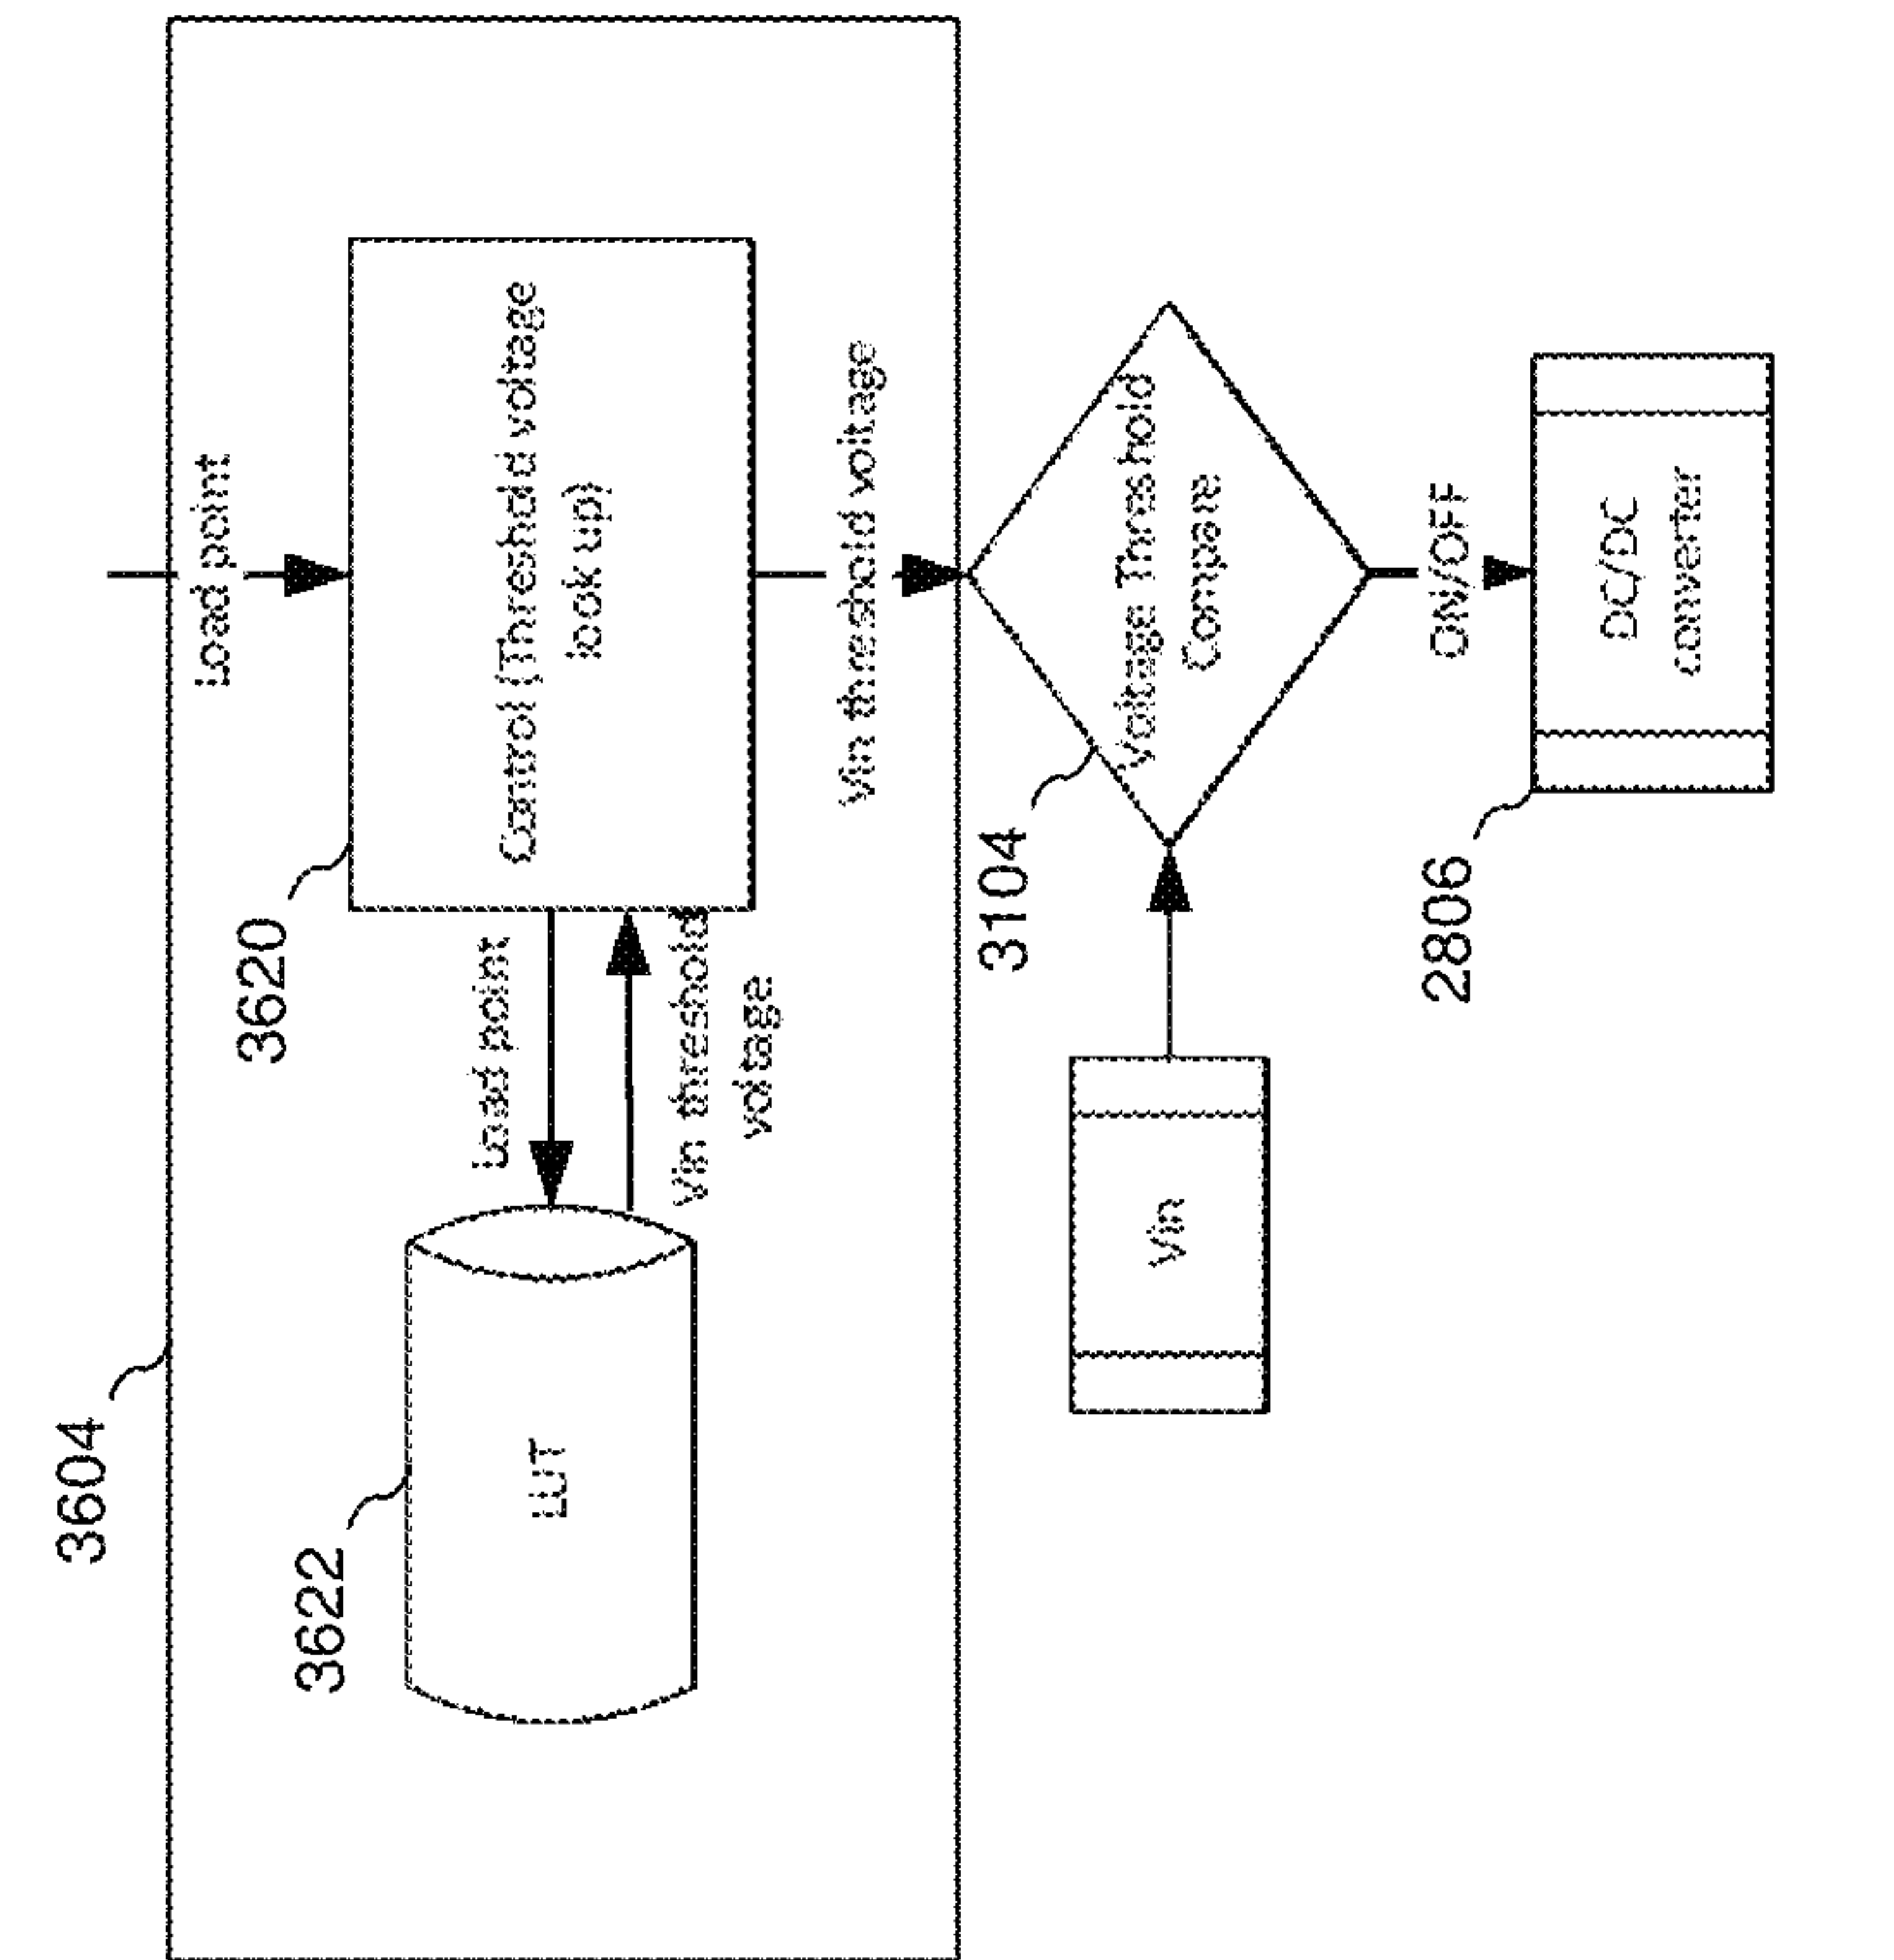 3604
Load point
3620
Control (Threshold voltage
look up)
3622
LUT
Load point
Vin threshold
voltage
Vin threshold voltage
3104
Voltage Threshold
Compare
Vin
ON/OFF
2806
DC/DC
converter